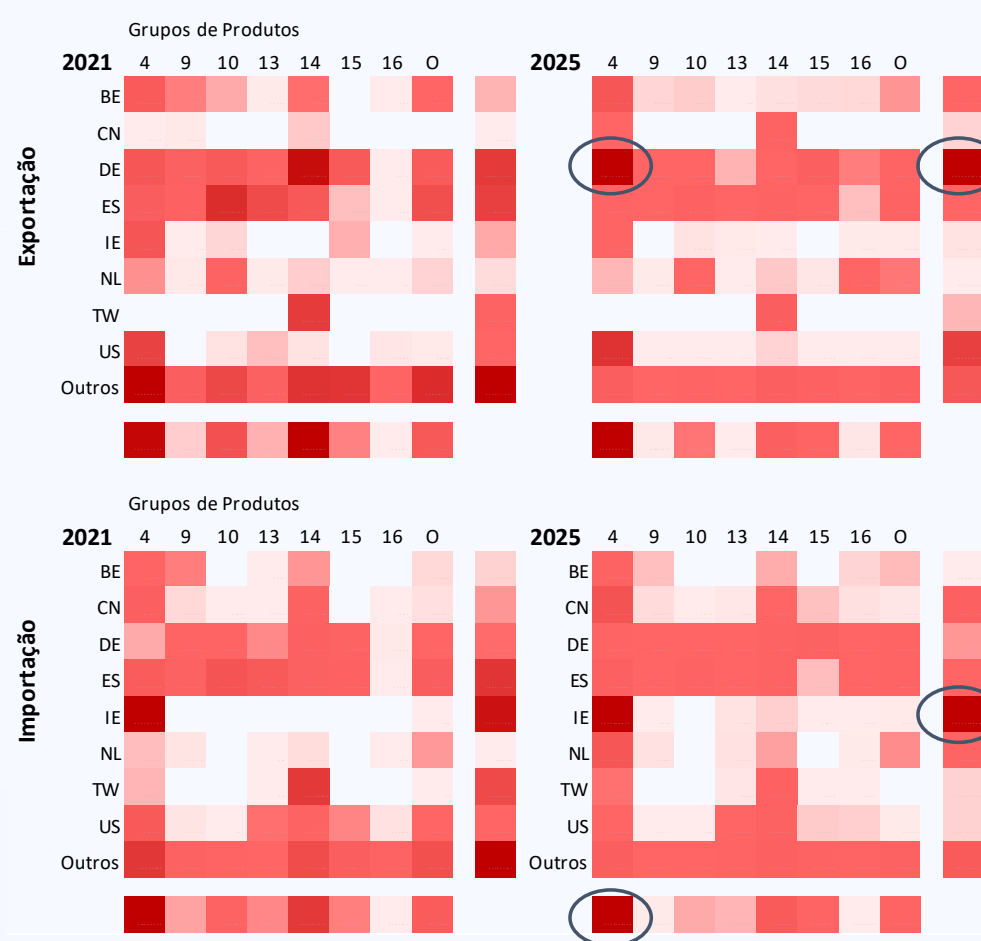 Grupos de Produtos
2021 4 9 10 13 14 15 16 O
2025 4 9 10 13 14 15 16 O
Exportação
BE
CN
DE
ES
IE
NL
TW
US
Outros
Grupos de Produtos
2021 4 9 10 13 14 15 16 O
2025 4 9 10 13 14 15 16 O
Importação
BE BE
CN CN
DE DE
ES ES
IE IE
NL NL
TW TW
US US
Outros Outros